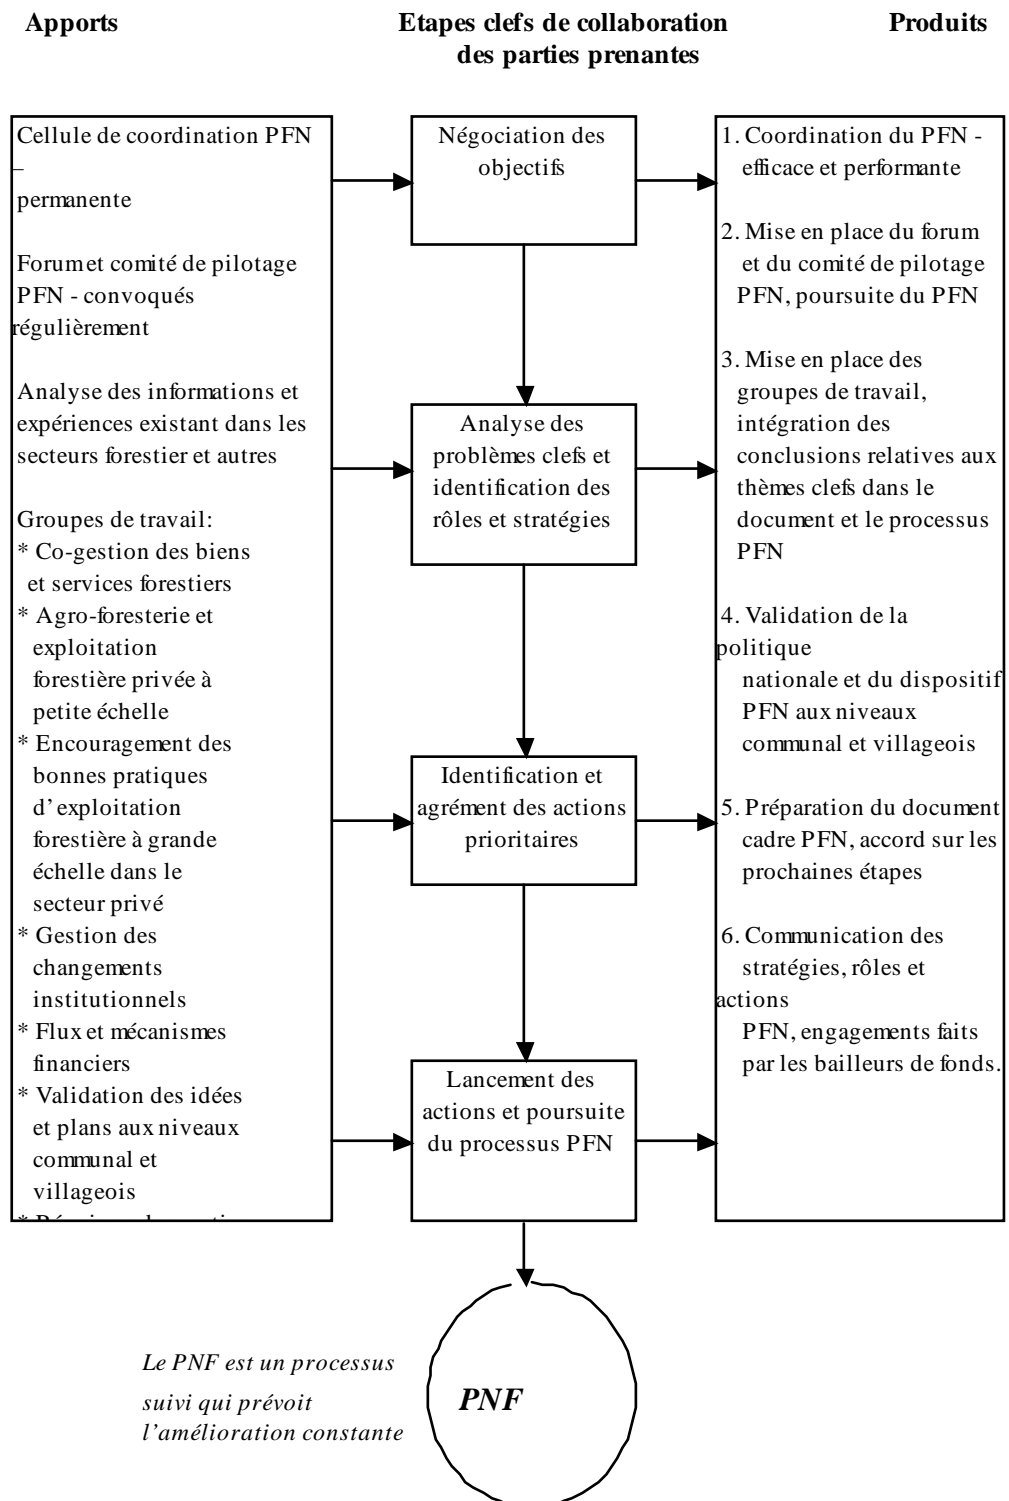 Apports
Etapes clefs de collaboration
des parties prenantes
Produits
Cellule de coordination PFN
–
permanente
Forum et comité de pilotage
PFN - convoqués
régulièrement
Analyse des informations et
expériences existant dans les
secteurs forestier et autres
Groupes de travail:
* Co-gestion des biens
et services forestiers
* Agro-foresterie et
exploitation
forestière privée à
petite échelle
* Encouragement des
bonnes pratiques
d’exploitation
forestière à grande
échelle dans le
secteur privé
* Gestion des
changements
institutionnels
* Flux et mécanismes
financiers
* Validation des idées
et plans aux niveaux
communal et
villageois
Négociation des
objectifs
Analyse des
problèmes clefs et
identification des
rôles et stratégies
Identification et
agrément des actions
prioritaires
Lancement des
actions et poursuite
du processus PFN
1. Coordination du PFN -
efficace et performante
2. Mise en place du forum
et du comité de pilotage
PFN, poursuite du PFN
3. Mise en place des
groupes de travail,
intégration des
conclusions relatives aux
thèmes clefs dans le
document et le processus
PFN
4. Validation de la
politique
nationale et du dispositif
PFN aux niveaux
communal et villageois
5. Préparation du document
cadre PFN, accord sur les
prochaines étapes
6. Communication des
stratégies, rôles et
actions
PFN, engagements faits
par les bailleurs de fonds.
Le PNF est un processus
suivi qui prévoit
l’amélioration constante
PNF